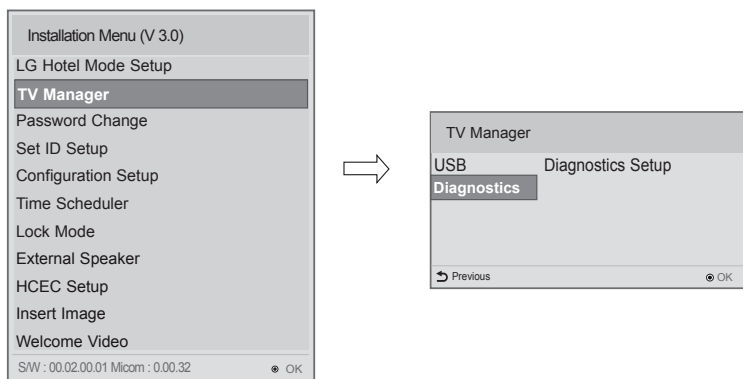 Installation Menu (V 3.0)
LG Hotel Mode Setup
TV Manager
Password Change
Set ID Setup
Configuration Setup
Time Scheduler
Lock Mode
External Speaker
HCEC Setup
Insert Image
Welcome Video
S/W : 00.02.00.01 Micom : 0.00.32 OK
TV Manager
USB Diagnostics Setup
Diagnostics
Previous OK